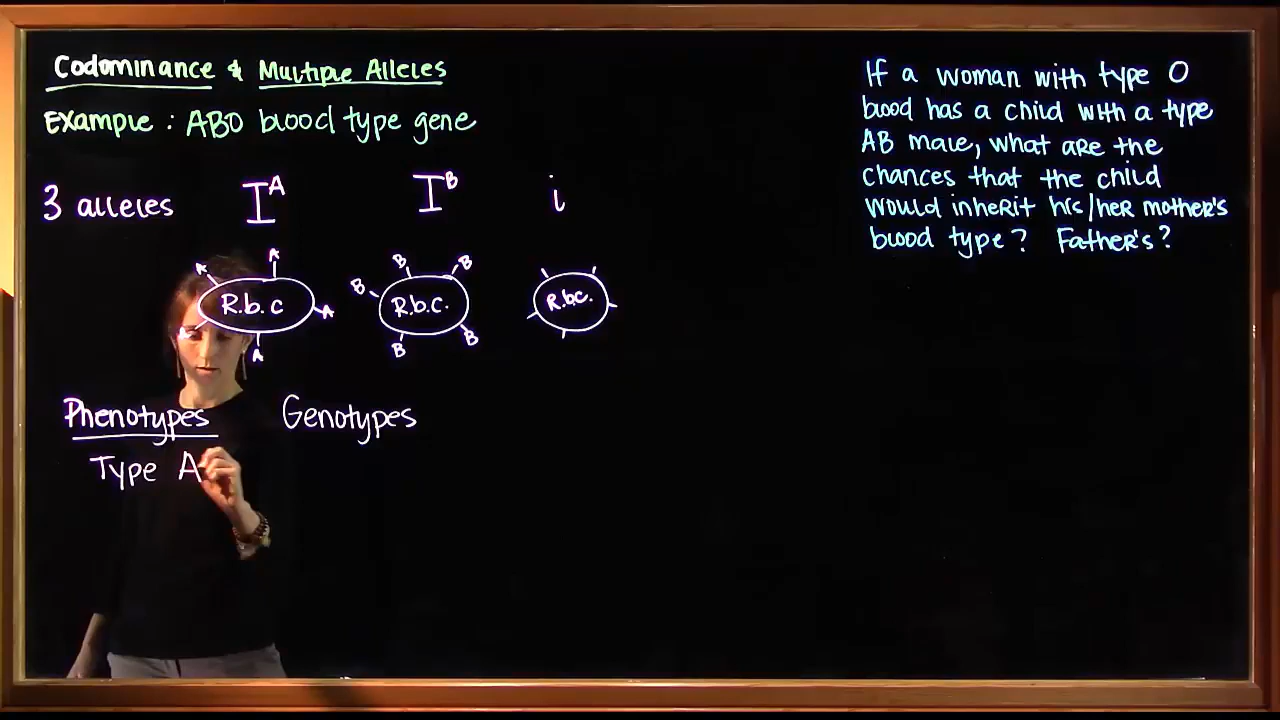 Codominance & Multiple Alleles
Example: ABO blood type gene
3 alleles I^A I^B i
A A A A R.b.c
B B B B B R.b.c.
R.b.c.
Phenotypes Genotypes
Type A
If a woman with type O
blood has a child with a type
AB male, what are the
chances that the child
would inherit his/her mother's
blood type? Father's?